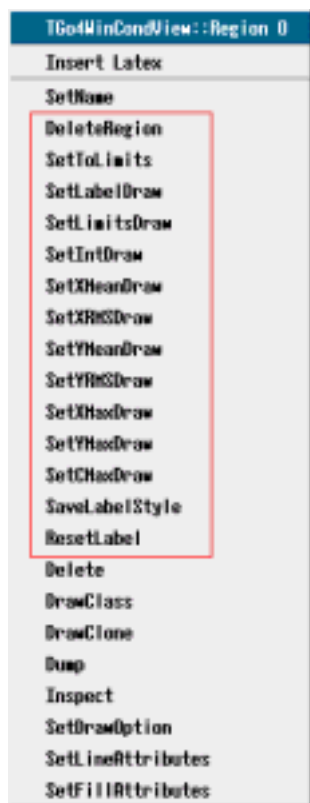 TGo4WinCondView::Region 0
Insert Latex
SetName
DeleteRegion
SetToLimits
SetLabelDraw
SetLimitsDraw
SetIntDraw
SetXMeanDraw
SetXRMSDraw
SetYMeanDraw
SetYRMSDraw
SetXMaxDraw
SetYMaxDraw
SetCMaxDraw
SaveLabelStyle
ResetLabel
Delete
DrawClass
DrawClone
Dump
Inspect
SetDrawOption
SetLineAttributes
SetFillAttributes